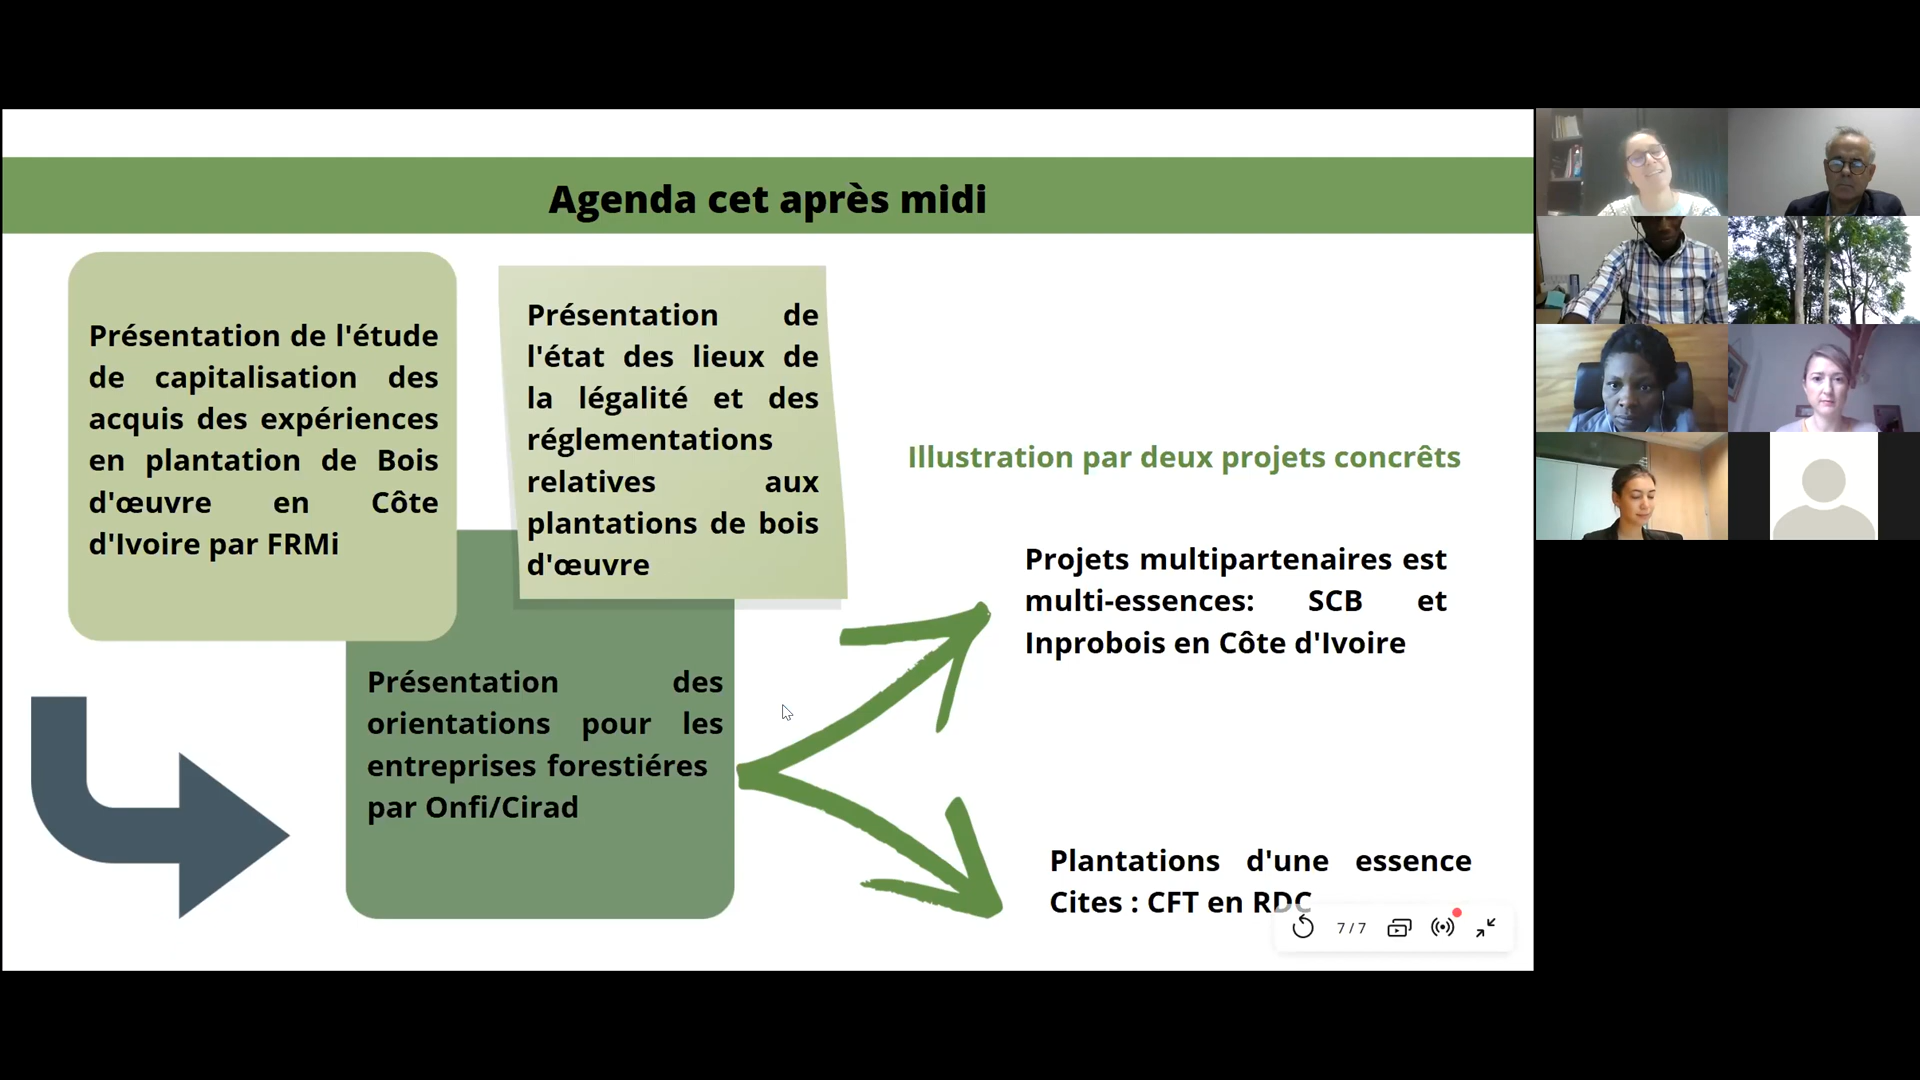 Agenda cet après midi
Présentation de l'étude
de capitalisation des
acquis des expériences
en plantation de Bois
d'œuvre en Côte
d'Ivoire par FRMi
Présentation de
l'état des lieux de
la légalité et des
réglementations
relatives aux
plantations de bois
d'œuvre
Présentation des
orientations pour les
entreprises forestiéres
par Onfi/Cirad
Illustration par deux projets concrêts
Projets multipartenaires est
multi-essences: SCB et
Inprobois en Côte d'Ivoire
Plantations d'une essence
Cites : CFT en RDC
7/7